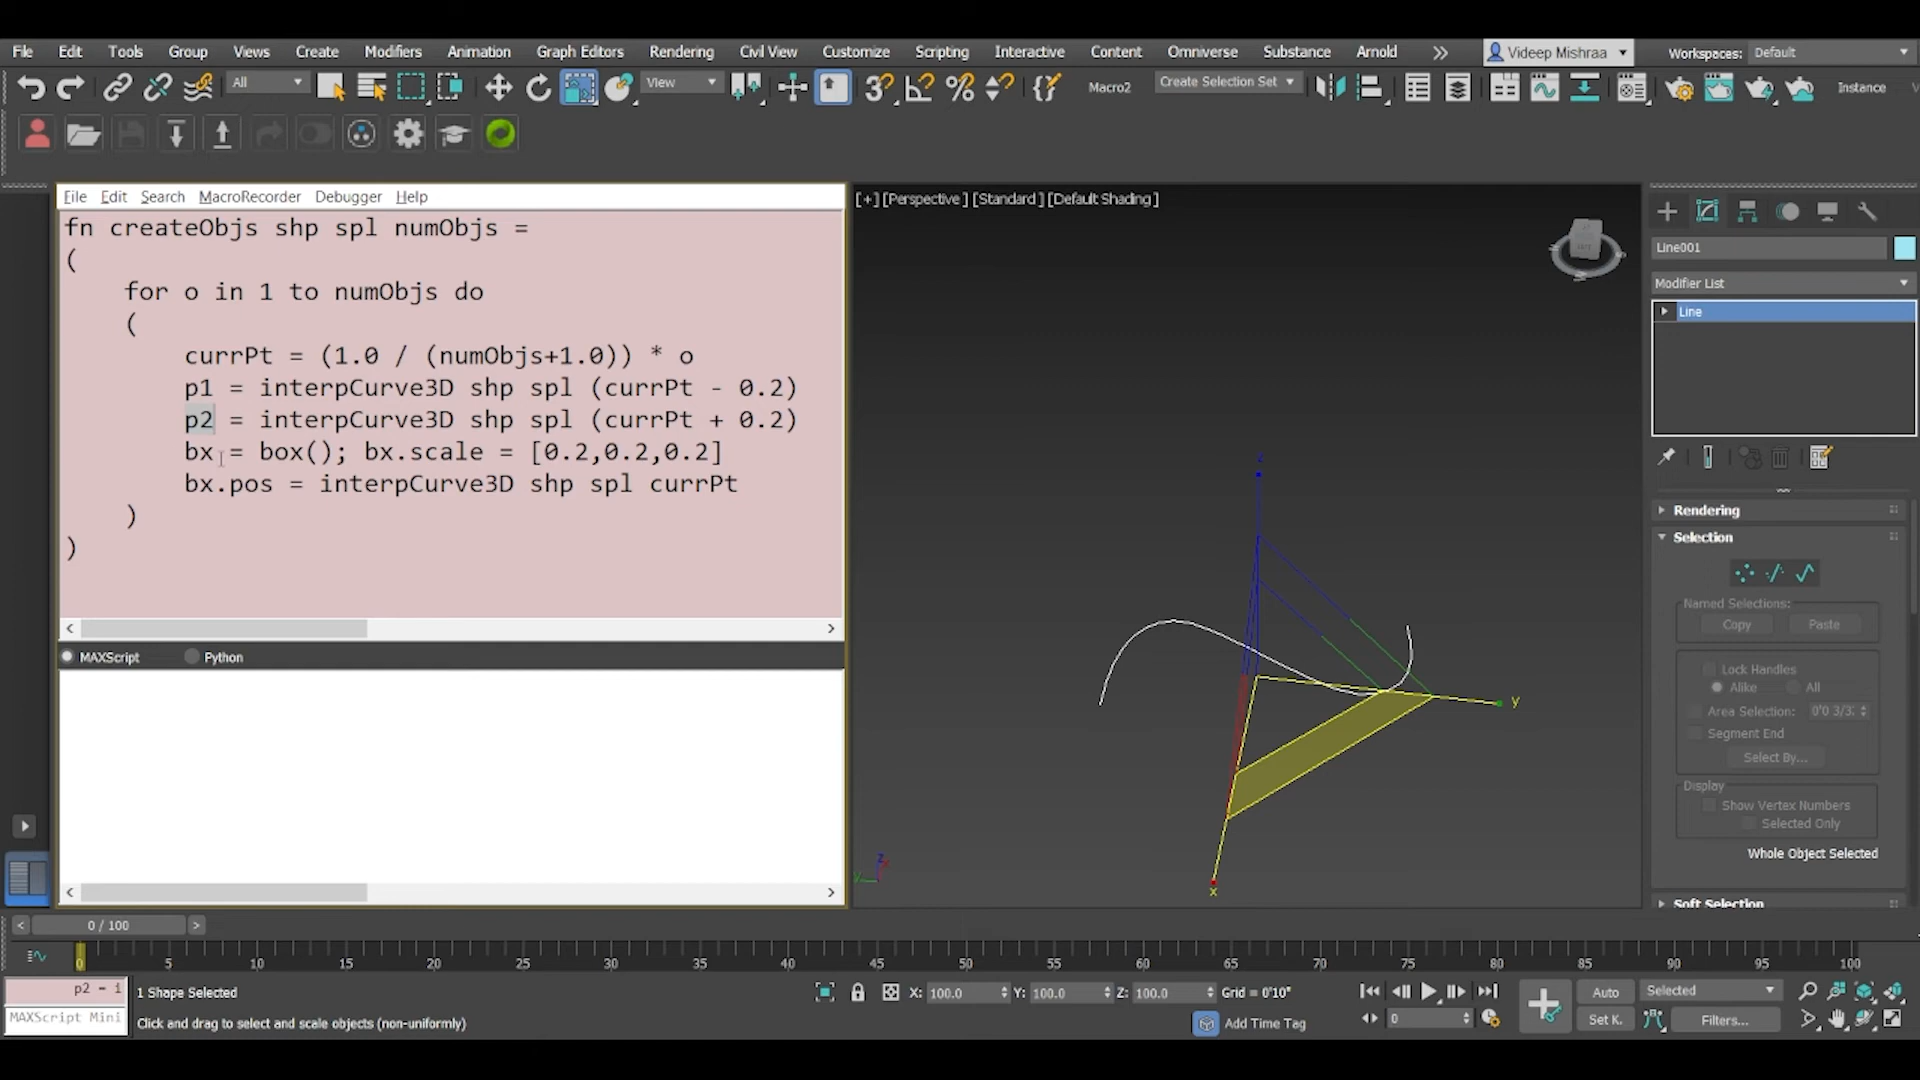 File Edit Tools Group Views Create Modifiers Animation Graph Editors Rendering Civil View Customize Scripting Interactive Content Omniverse Substance Arnold Videep Mishraa Workspaces: Default
All View Macro2 Create Selection Set Instance
File Edit Search MacroRecorder Debugger Help
fn createObjs shp spl numObjs =
(
for o in 1 to numObjs do
(
currPt = (1.0 / (numObjs+1.0)) * o
p1 = interpCurve3D shp spl (currPt - 0.2)
p2 = interpCurve3D shp spl (currPt + 0.2)
bx = box(); bx.scale = [0.2,0.2,0.2]
bx.pos = interpCurve3D shp spl currPt
)
)
MAXScript Python
[+] [Perspective ] [Standard ] [Default Shading ]
z
y
x
z
y
Line001
Modifier List
Line
Rendering
Selection
Named Selections:
Copy Paste
Lock Handles
Alike All
Area Selection: 0'0 3/3
Segment End
Select By...
Display
Show Vertex Numbers
Selected Only
Whole Object Selected
Soft Selection
< 0 / 100 >
0 5 10 15 20 25 30 35 40 45 50 55 60 65 70 75 80 85 90 95 100
p2 = i
MAXScript Mini
1 Shape Selected
Click and drag to select and scale objects (non-uniformly)
X: 100.0 Y: 100.0 Z: 100.0 Grid = 0'10"
Add Time Tag
0
Auto Selected
Set K. Filters...